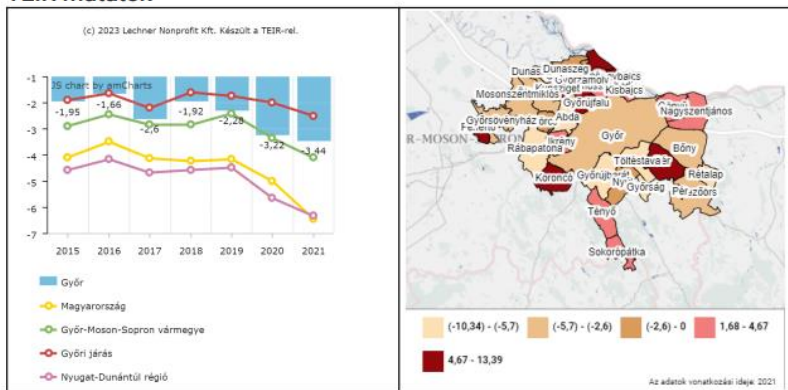 (c) 2023 Lechner Nonprofit Kft. Készült a TEIR-rel.
JS chart by amCharts
-1
-2
-3
-4
-5
-6
-7
-1,95
-1,66
-2,6
-1,92
-2,28
-3,22
-3,44
2015
2016
2017
2018
2019
2020
2021
Győr
Magyarország
Győr-Moson-Sopron vármegye
Győri járás
Nyugat-Dunántúl régió
Dunaszeg
Győrzámoly
Kisbajcs
Mosonszentmiklós
Győrújfalu
Nagyszentjános
Győrsövényház
Abda
Ikrény
Győr
Rábapatona
Bőny
Töltéstava
Koroncó
Győrújbarát
Győrság
Rétalap
Tényő
Sokorópátka
(-10,34) - (-5,7)
(-5,7) - (-2,6)
(-2,6) - 0
1,68 - 4,67
4,67 - 13,39
Az adatok vonatkozási ideje: 2021